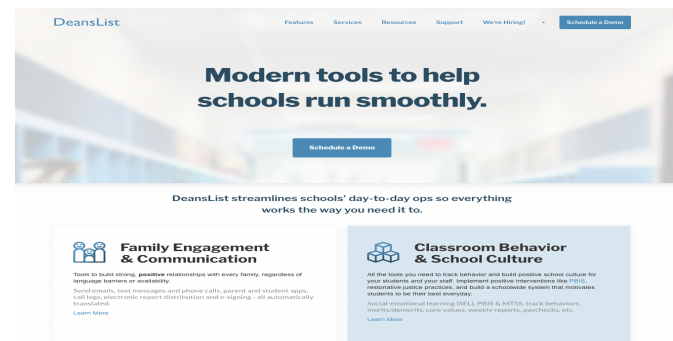 DeansList
Features Services Resources Support We're Hiring! Schedule a Demo
Modern tools to help
schools run smoothly.
Schedule a Demo
DeansList streamlines schools' day-to-day ops so everything
works the way you need it to.
Family Engagement
& Communication
Tools to build strong, positive relationships with every family, regardless of
language barriers or availability.
Send emails, text messages and phone calls, parent and student apps,
call logs, electronic report distribution and e-signing - all automatically
translated.
Learn More
Classroom Behavior
& School Culture
All the tools you need to track behavior and build positive school culture for
your students and your staff. Implement positive interventions like PBIS,
restorative justice practices, and build a schoolwide system that motivates
students to be their best everyday.
Social-emotional learning (SEL), PBIS & MTSS, track behaviors,
merits/demerits, core values, weekly reports, paychecks, etc.
Learn More